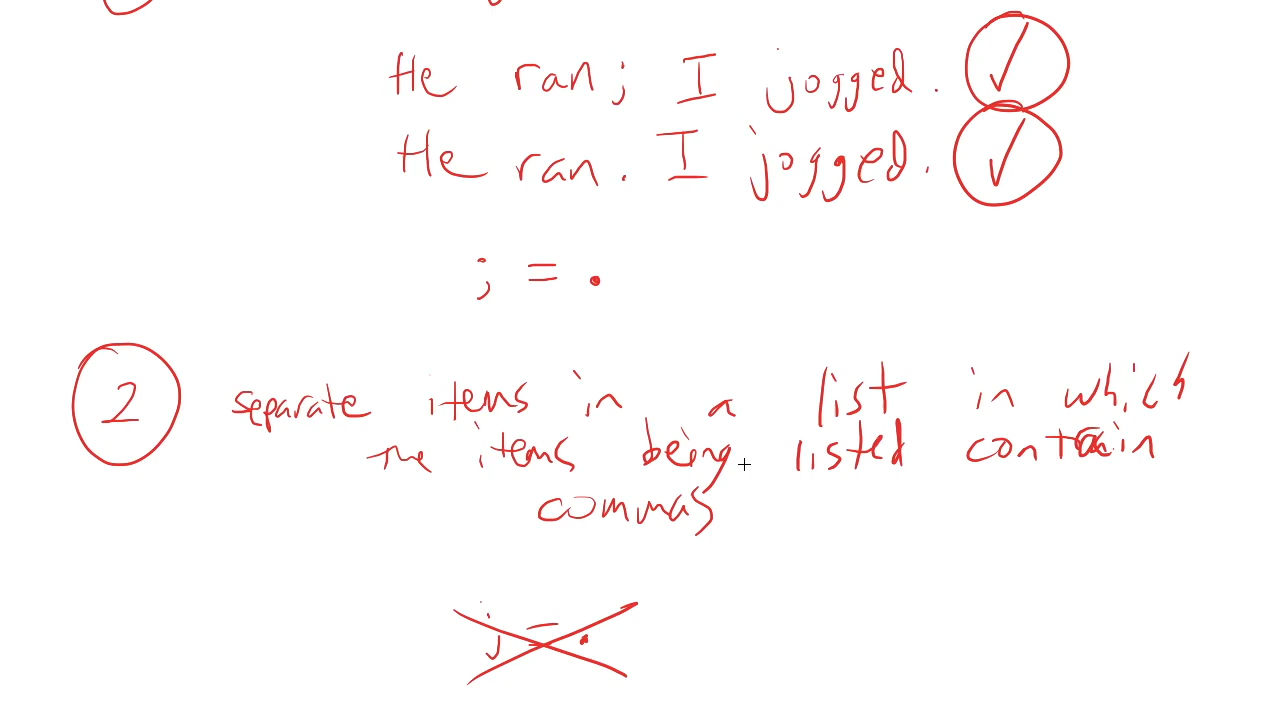 He ran; I jogged. ✓
He ran. I jogged. ✓
; = .
2 separate items in a list in which
the items being listed contain
commas
; = .